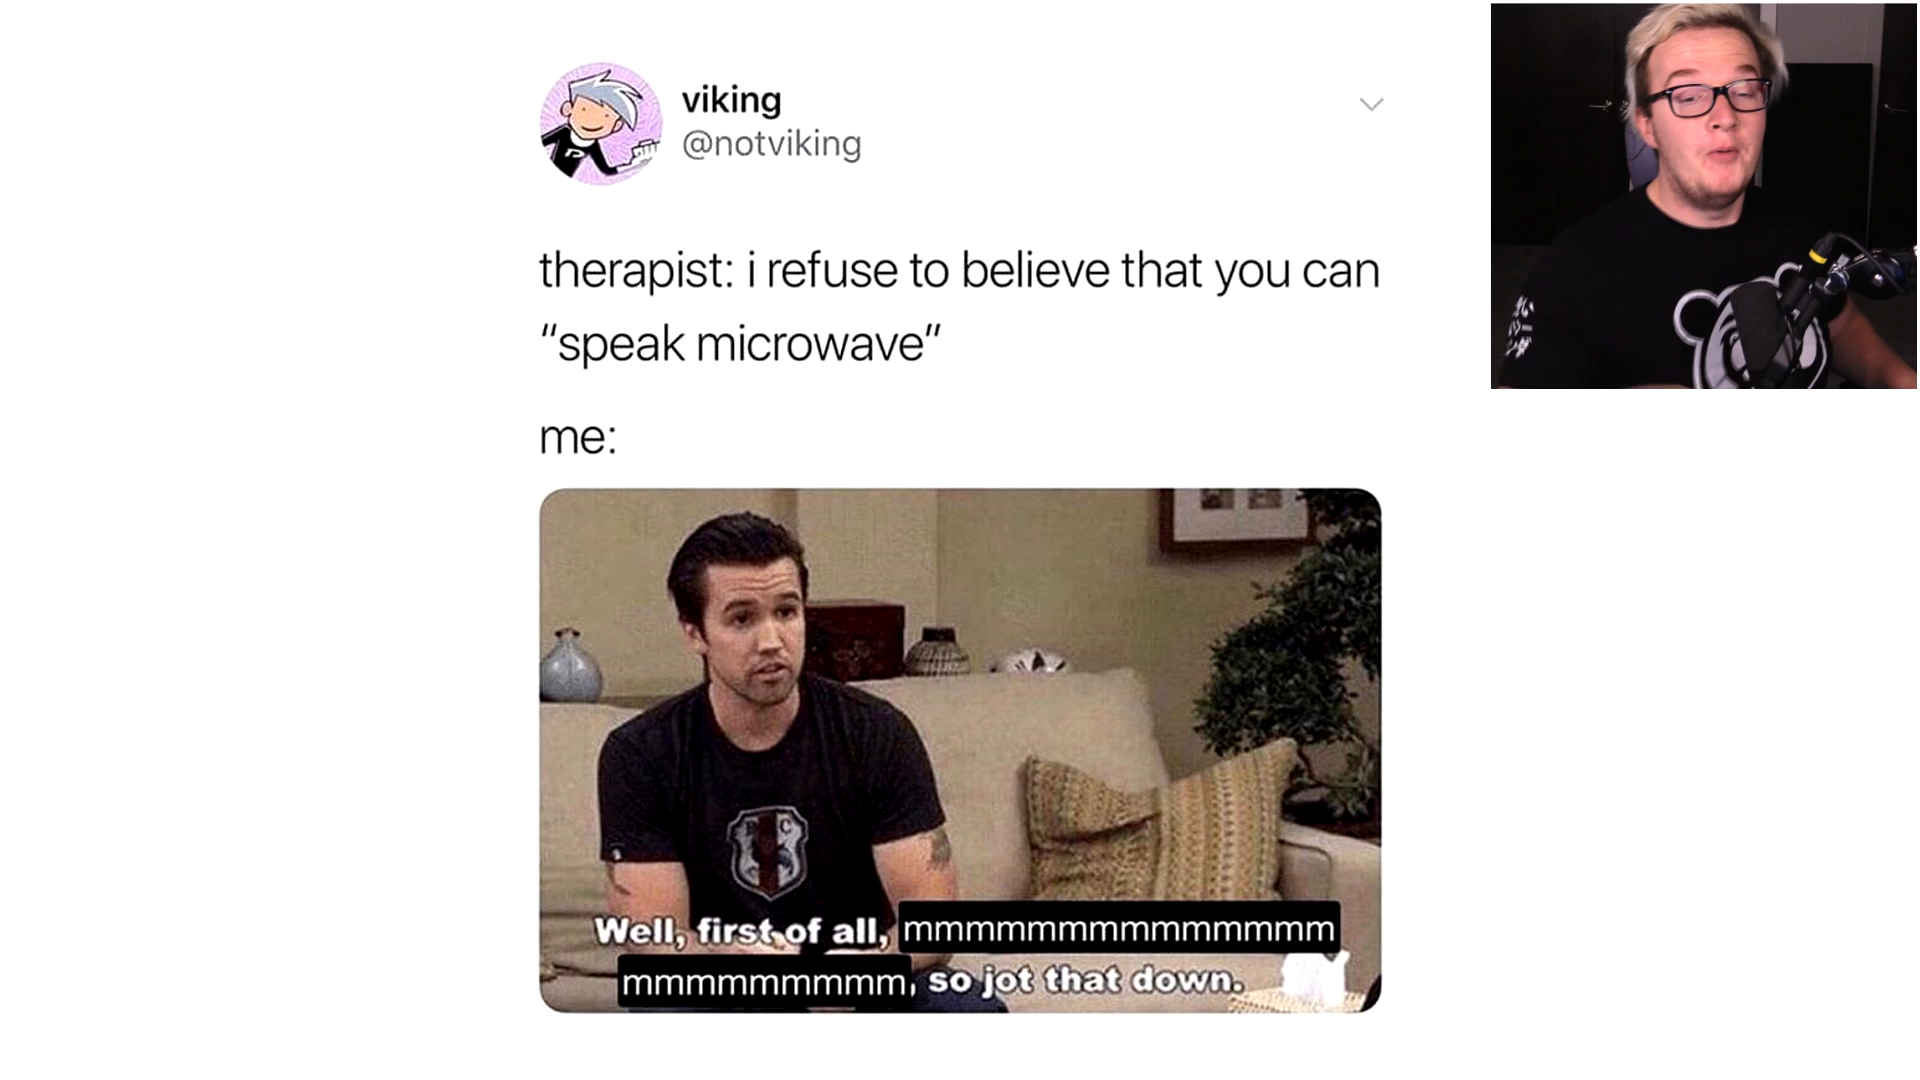 viking
@notviking
therapist: i refuse to believe that you can
“speak microwave”
me:
B C
Well, first of all, mmmmmmmmmmmmmm
mmmmmmmmm, so jot that down.